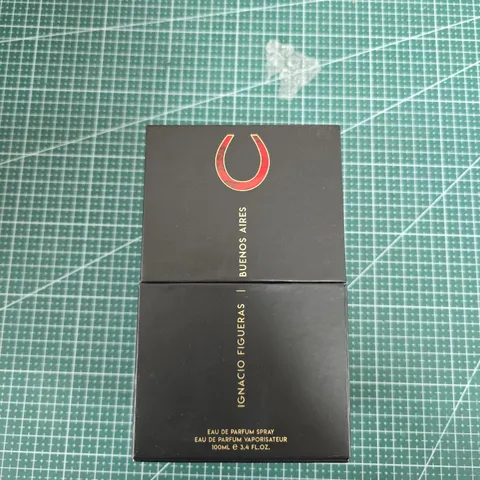 IGNACIO FIGUERAS | BUENOS AIRES
EAU DE PARFUM SPRAY
EAU DE PARFUM VAPORISATEUR
100ML ℮ 3.4 FL.OZ.